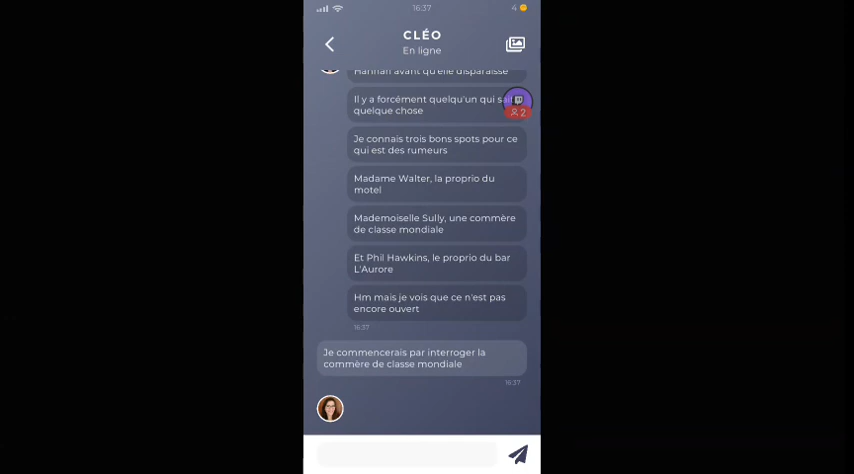 16:37
4
CLÉO
En ligne
Hannah avant qu'elle disparaisse
Il y a forcément quelqu'un qui sait
quelque chose
2
Je connais trois bons spots pour ce
qui est des rumeurs
Madame Walter, la proprio du
motel
Mademoiselle Sully, une commère
de classe mondiale
Et Phil Hawkins, le proprio du bar
L'Aurore
Hm mais je vois que ce n'est pas
encore ouvert
16:37
Je commencerais par interroger la
commère de classe mondiale
16:37